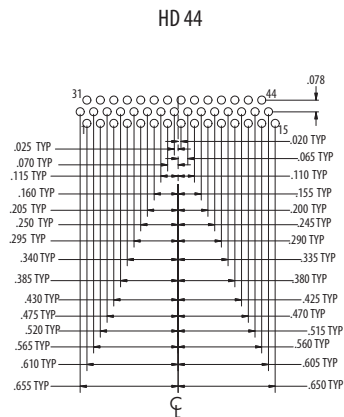 HD 44
31 44 .078
1 15
.020 TYP
.025 TYP
.065 TYP
.070 TYP
.115 TYP .110 TYP
.160 TYP .155 TYP
.205 TYP .200 TYP
.250 TYP .245 TYP
.295 TYP .290 TYP
.340 TYP .335 TYP
.385 TYP .380 TYP
.430 TYP .425 TYP
.475 TYP .470 TYP
.520 TYP .515 TYP
.565 TYP .560 TYP
.610 TYP .605 TYP
.655 TYP .650 TYP
℄